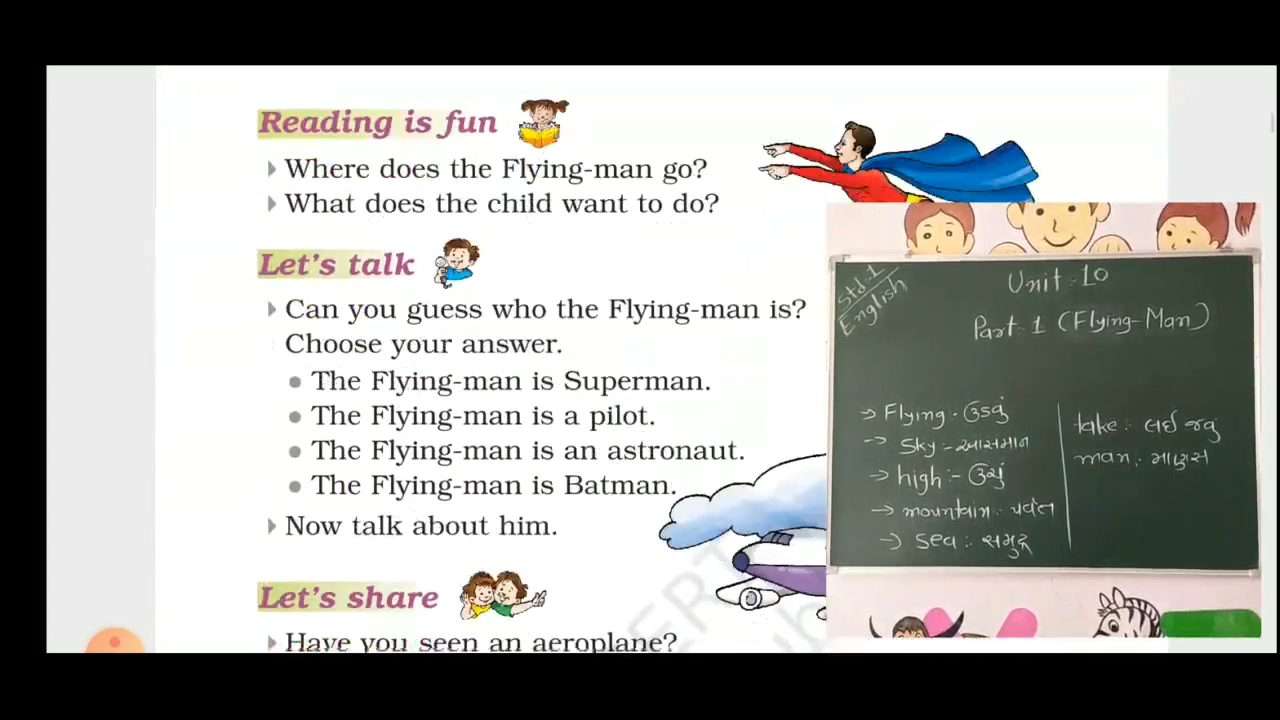 Reading is fun
Where does the Flying-man go?
What does the child want to do?
Let's talk
Can you guess who the Flying-man is?
Choose your answer.
The Flying-man is Superman.
The Flying-man is a pilot.
The Flying-man is an astronaut.
The Flying-man is Batman.
Now talk about him.
Let's share
Have you seen an aeroplane?
Std:-1
English
Unit:-10
Part-1 (Flying-Man)
→ Flying - ઉડવું
→ Sky:- આસમાન
→ high:- ઉંચું
→ mountain:- પર્વત
→ Sea:- સમુદ્ર
take:- લઇ જવું
man:- માણસ